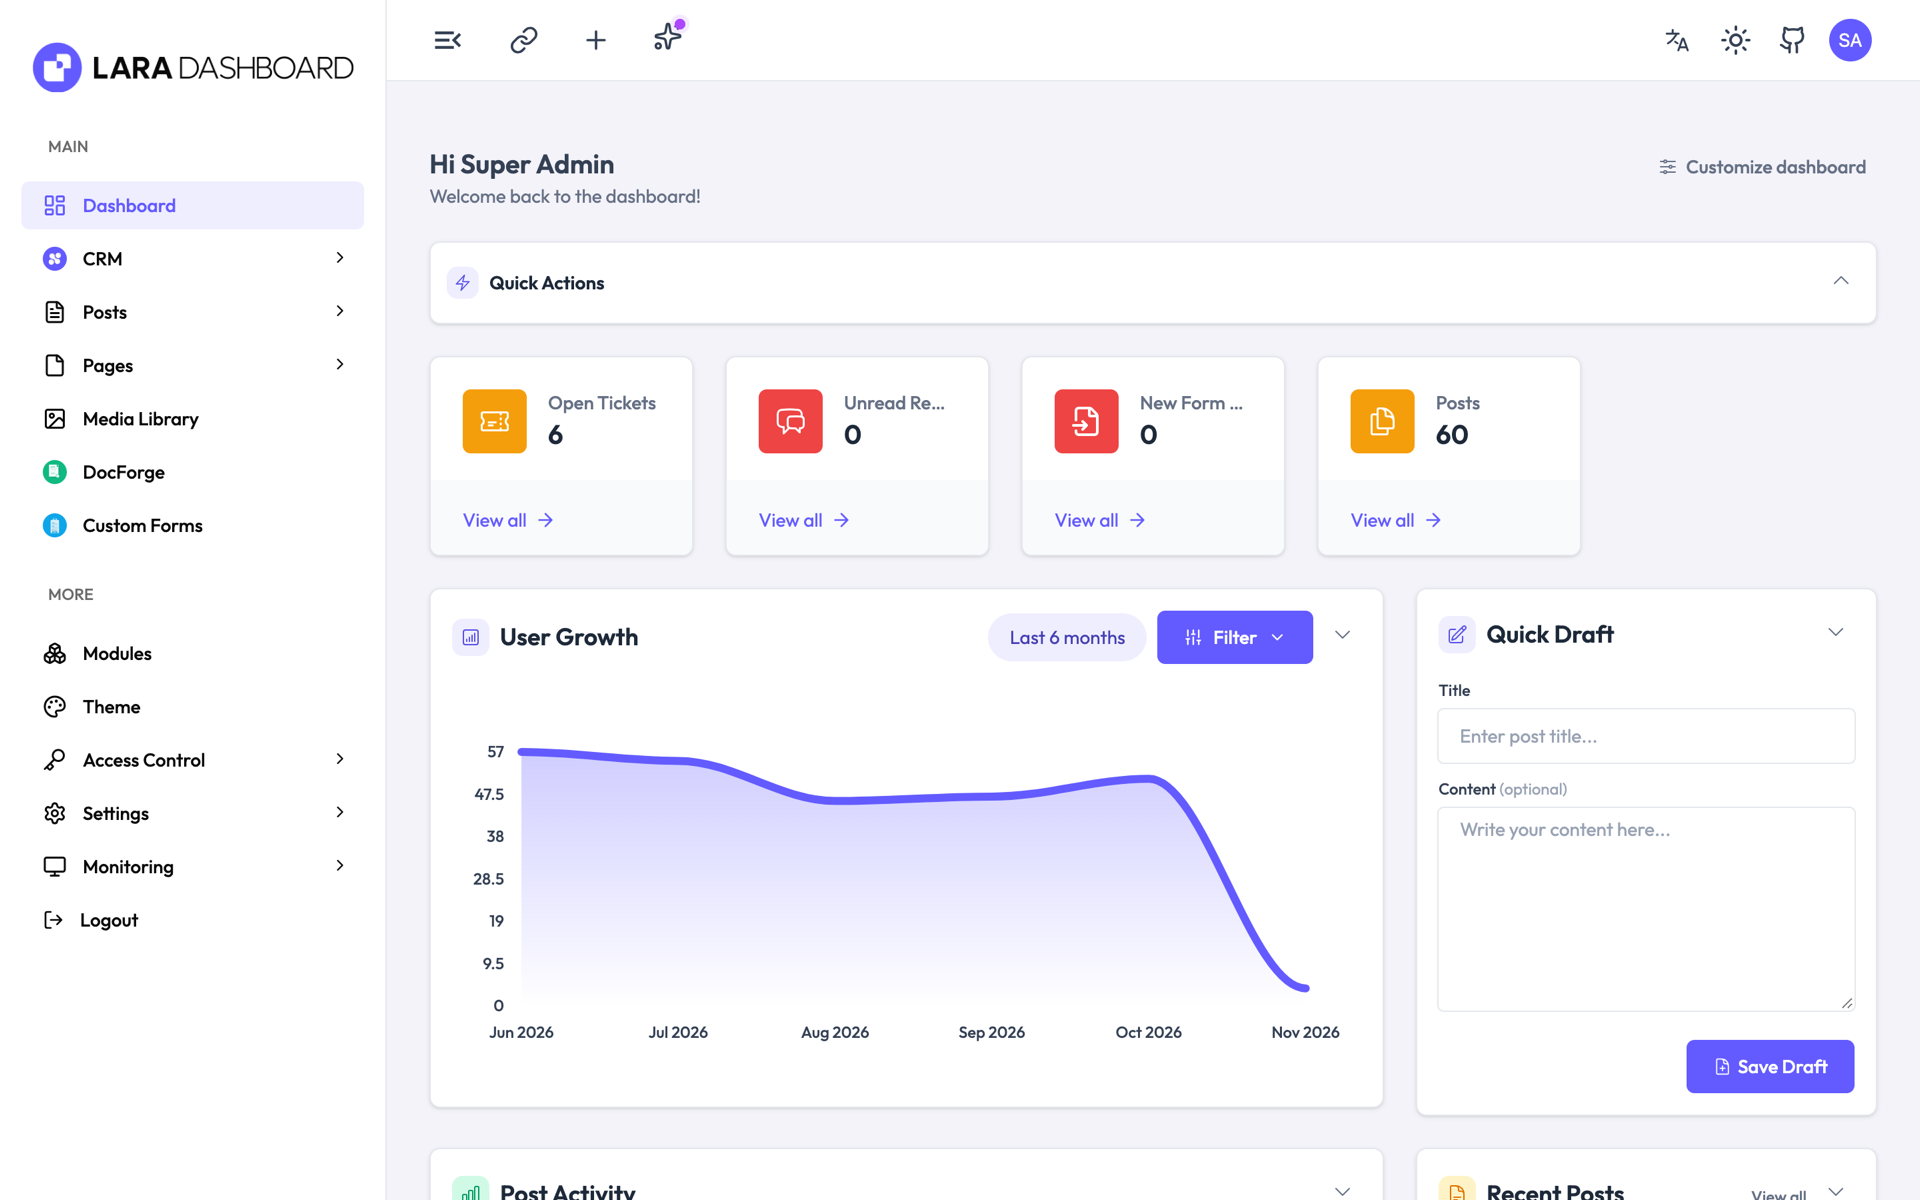 LARA DASHBOARD
MAIN
Dashboard
CRM
Posts
Pages
Media Library
DocForge
Custom Forms
MORE
Modules
Theme
Access Control
Settings
Monitoring
Logout
SA
Hi Super Admin
Welcome back to the dashboard!
Customize dashboard
Quick Actions
Open Tickets
6
View all
Unread Re...
0
View all
New Form ...
0
View all
Posts
60
View all
User Growth
Last 6 months
Filter
57
47.5
38
28.5
19
9.5
0
Jun 2026
Jul 2026
Aug 2026
Sep 2026
Oct 2026
Nov 2026
Quick Draft
Title
Enter post title...
Content (optional)
Write your content here...
Save Draft
Post Activity
Recent Posts
View all